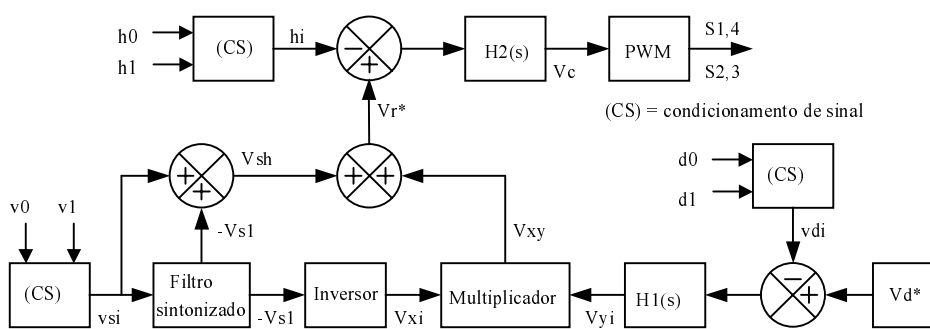 h0
h1
(CS)
hi
−
+
H2(s)
Vc
PWM
S1,4
S2,3
Vr*
(CS) = condicionamento de sinal
Vsh
+
+
+
+
d0
d1
(CS)
v0
v1
-Vs1
Vxy
vdi
(CS)
vsi
Filtro
sintonizado
-Vs1
Inversor
Vxi
Multiplicador
Vyi
H1(s)
−
+
Vd*